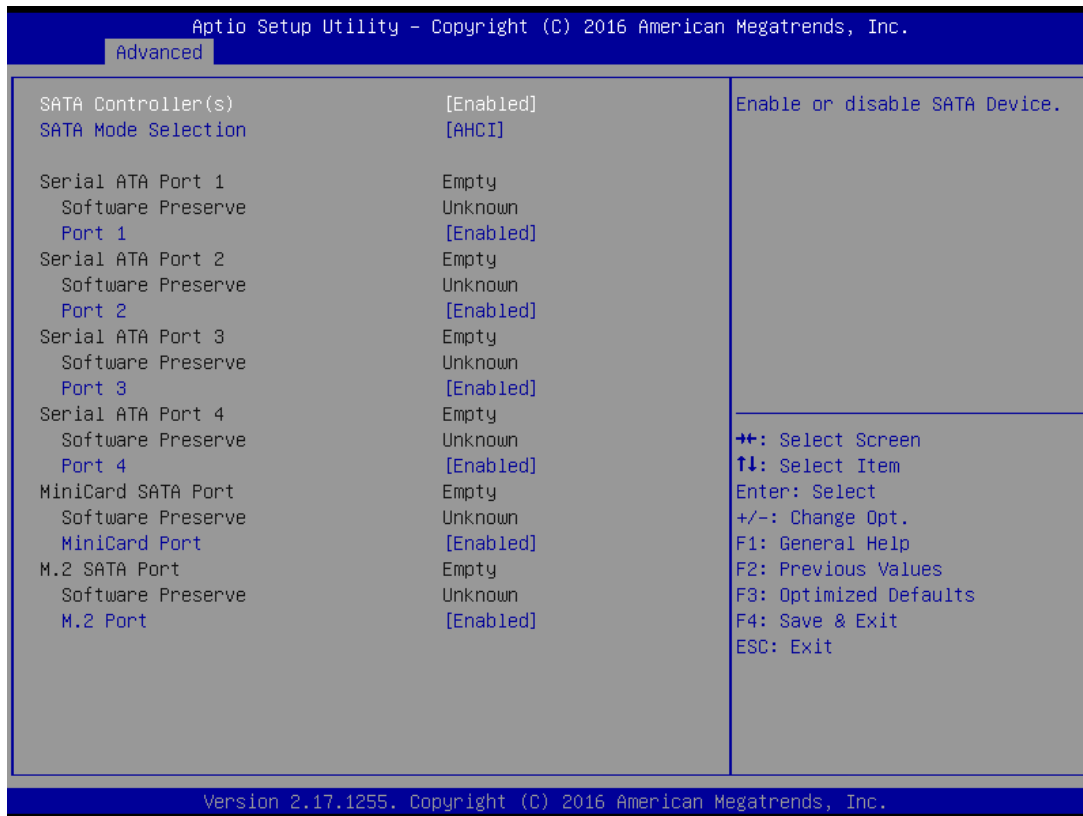 Aptio Setup Utility – Copyright (C) 2016 American Megatrends, Inc.
Advanced
SATA Controller(s) [Enabled]
SATA Mode Selection [AHCI]
Serial ATA Port 1 Empty
Software Preserve Unknown
Port 1 [Enabled]
Serial ATA Port 2 Empty
Software Preserve Unknown
Port 2 [Enabled]
Serial ATA Port 3 Empty
Software Preserve Unknown
Port 3 [Enabled]
Serial ATA Port 4 Empty
Software Preserve Unknown
Port 4 [Enabled]
MiniCard SATA Port Empty
Software Preserve Unknown
MiniCard Port [Enabled]
M.2 SATA Port Empty
Software Preserve Unknown
M.2 Port [Enabled]
Enable or disable SATA Device.
→←: Select Screen
↑↓: Select Item
Enter: Select
+/-: Change Opt.
F1: General Help
F2: Previous Values
F3: Optimized Defaults
F4: Save & Exit
ESC: Exit
Version 2.17.1255. Copyright (C) 2016 American Megatrends, Inc.